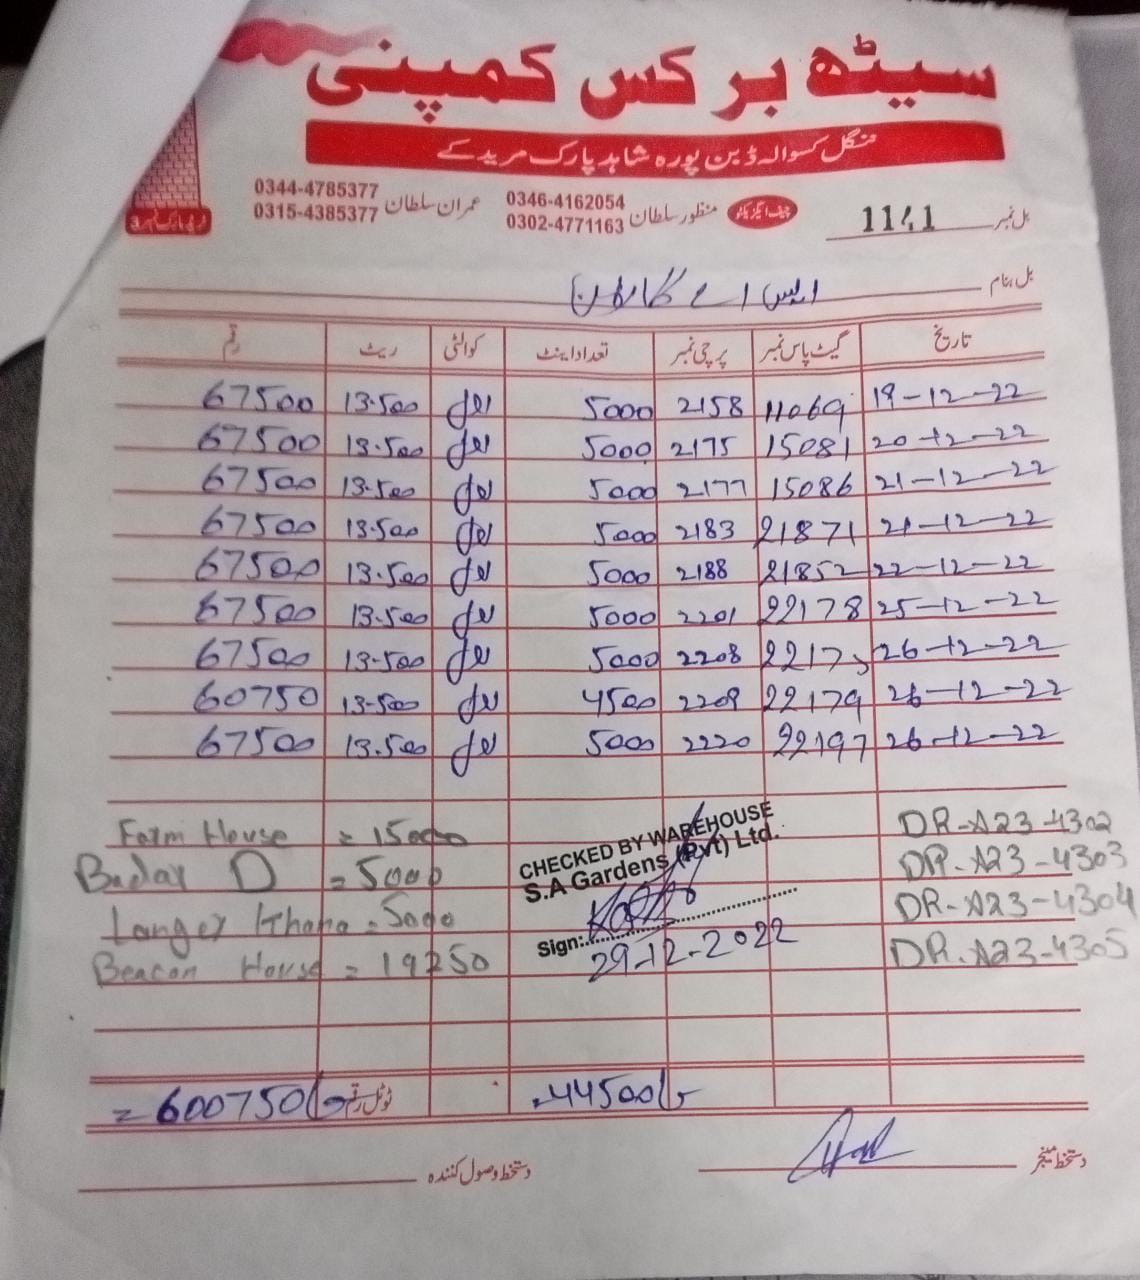 سیٹھ برکس کمپنی
ننگل کسوالہ ڈین پورہ شاہد پارک مریدکے
چیف ایگزیکٹو منظور سلطان 0346-4162054 0302-4771163 عمران سلطان 0344-4785377 0315-4385377
بل نمبر 1141
بل بنام ایس اے گارڈن
تاریخ گیٹ پاس نمبر پرچی نمبر تعداد اینٹ کوالٹی ریٹ رقم
19-12-22 11069 2158 5000 اول 13.500 67500
20-12-22 15081 2175 5000 اول 13.500 67500
21-12-22 15086 2177 5000 اول 13.500 67500
21-12-22 21871 2183 5000 اول 13.500 67500
22-12-22 21852 2188 5000 اول 13.500 67500
25-12-22 22178 2201 5000 اول 13.500 67500
26-12-22 22175 2208 5000 اول 13.500 67500
26-12-22 22179 2209 4500 اول 13.500 60750
26-12-22 22197 2220 5000 اول 13.500 67500
Farm House = 15000 DR-A23-4302
Badar D = 5000 DR-A23-4303
Langer Khana = 5000 DR-A23-4304
Beacon House = 19250 DR-A23-4305
CHECKED BY WAREHOUSE
S.A Gardens (Pvt) Ltd.
Sign:
29-12-2022
44500/- ٹوٹل رقم = 600750/-
دستخط منیجر دستخط وصول کنندہ